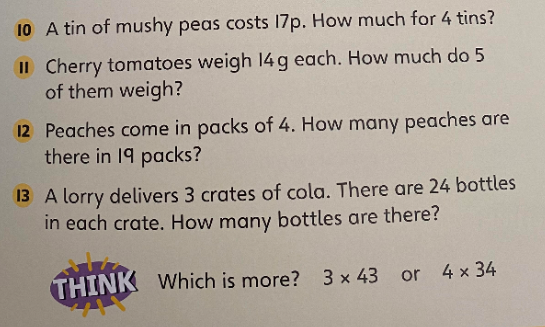 10 A tin of mushy peas costs 17p. How much for 4 tins?
11 Cherry tomatoes weigh 14g each. How much do 5
of them weigh?
12 Peaches come in packs of 4. How many peaches are
there in 19 packs?
13 A lorry delivers 3 crates of cola. There are 24 bottles
in each crate. How many bottles are there?
THINK Which is more? 3 × 43 or 4 × 34